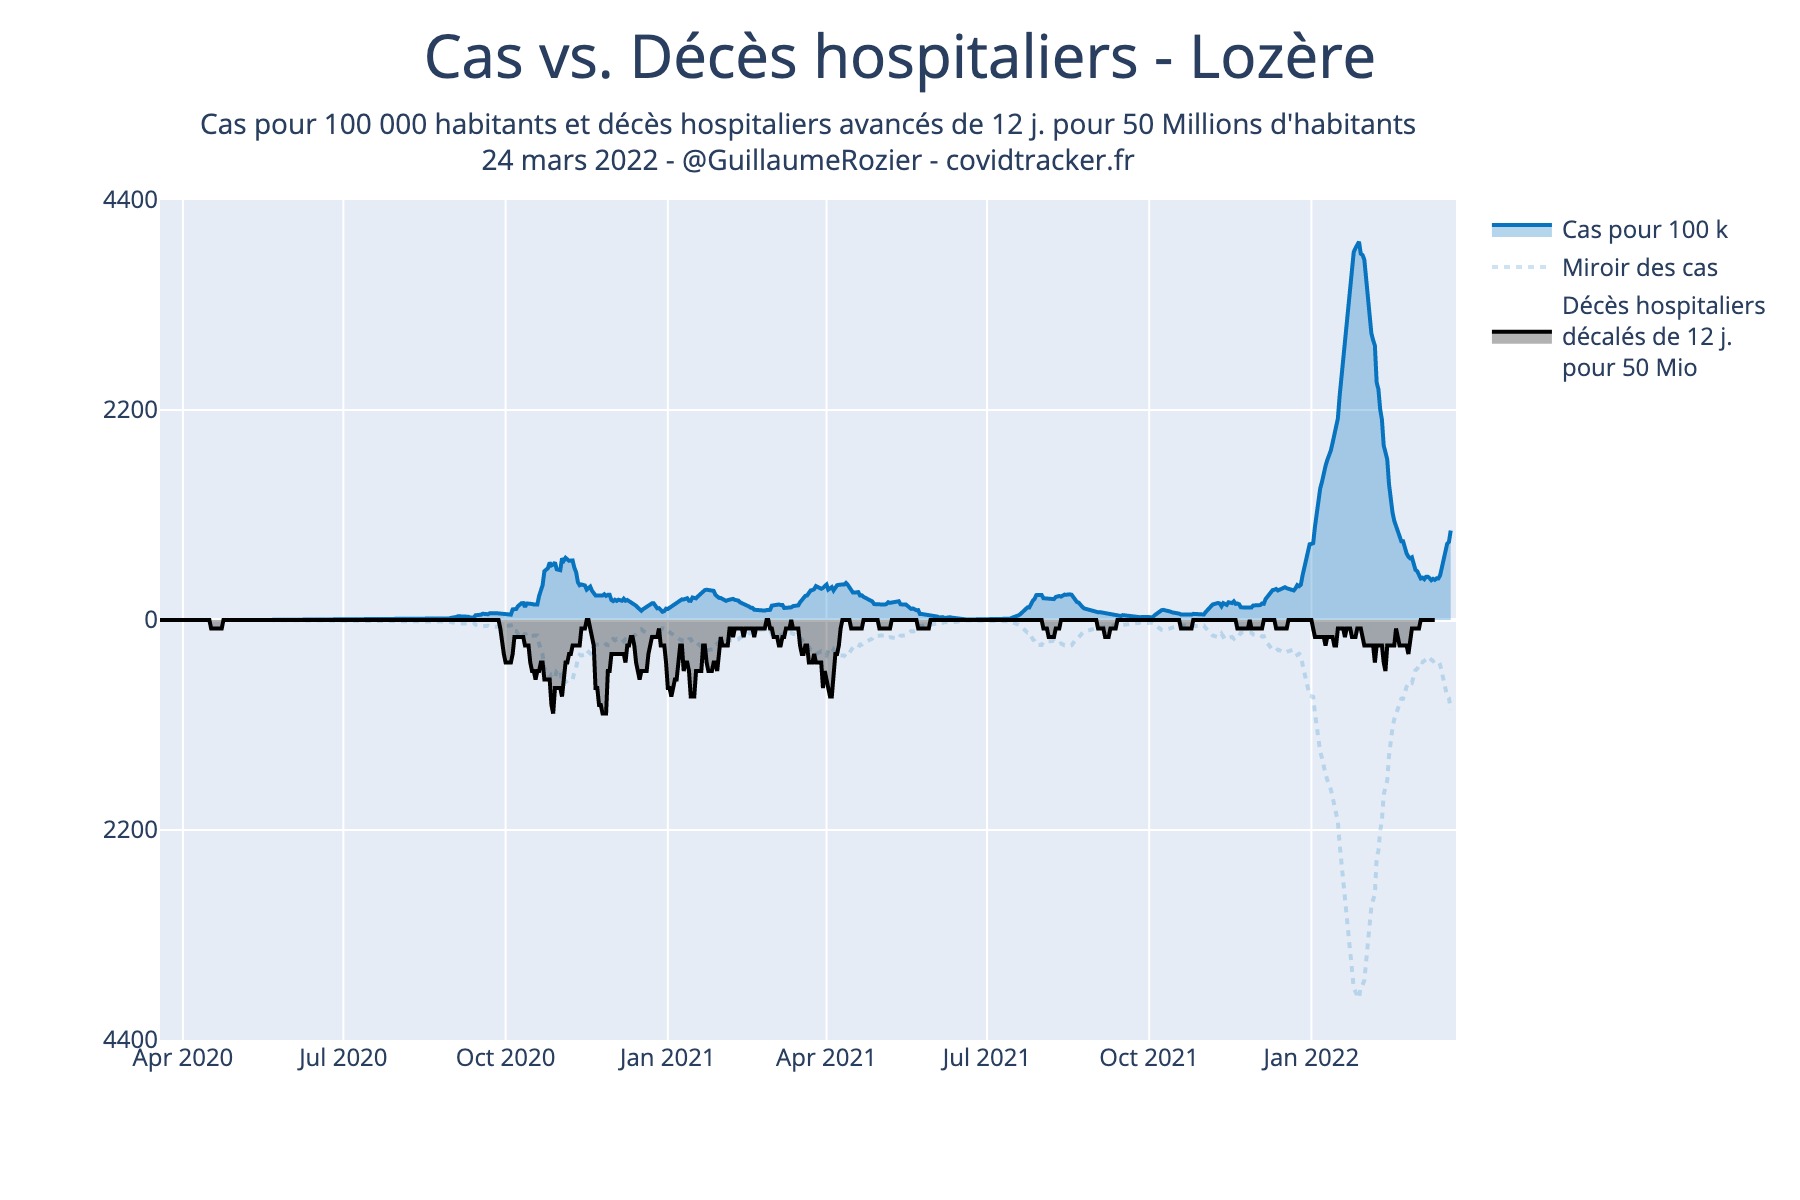 Cas vs. Décès hospitaliers - Lozère
Cas pour 100 000 habitants et décès hospitaliers avancés de 12 j. pour 50 Millions d'habitants
24 mars 2022 - @GuillaumeRozier - covidtracker.fr
4400
2200
0
2200
4400
Apr 2020
Jul 2020
Oct 2020
Jan 2021
Apr 2021
Jul 2021
Oct 2021
Jan 2022
Cas pour 100 k
Miroir des cas
Décès hospitaliers
décalés de 12 j.
pour 50 Mio